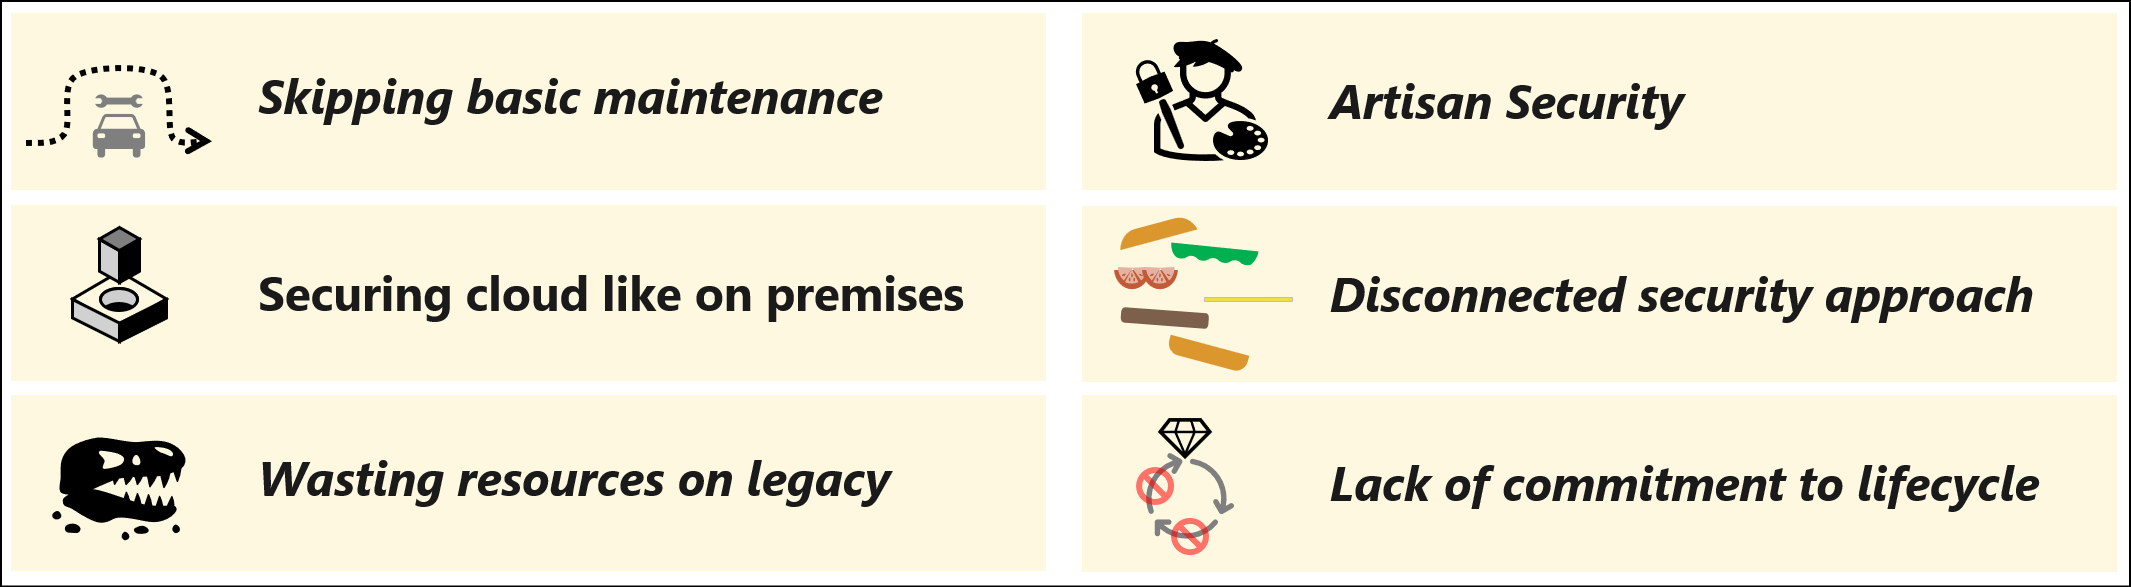 Skipping basic maintenance
Artisan Security
Securing cloud like on premises
Disconnected security approach
Wasting resources on legacy
Lack of commitment to lifecycle